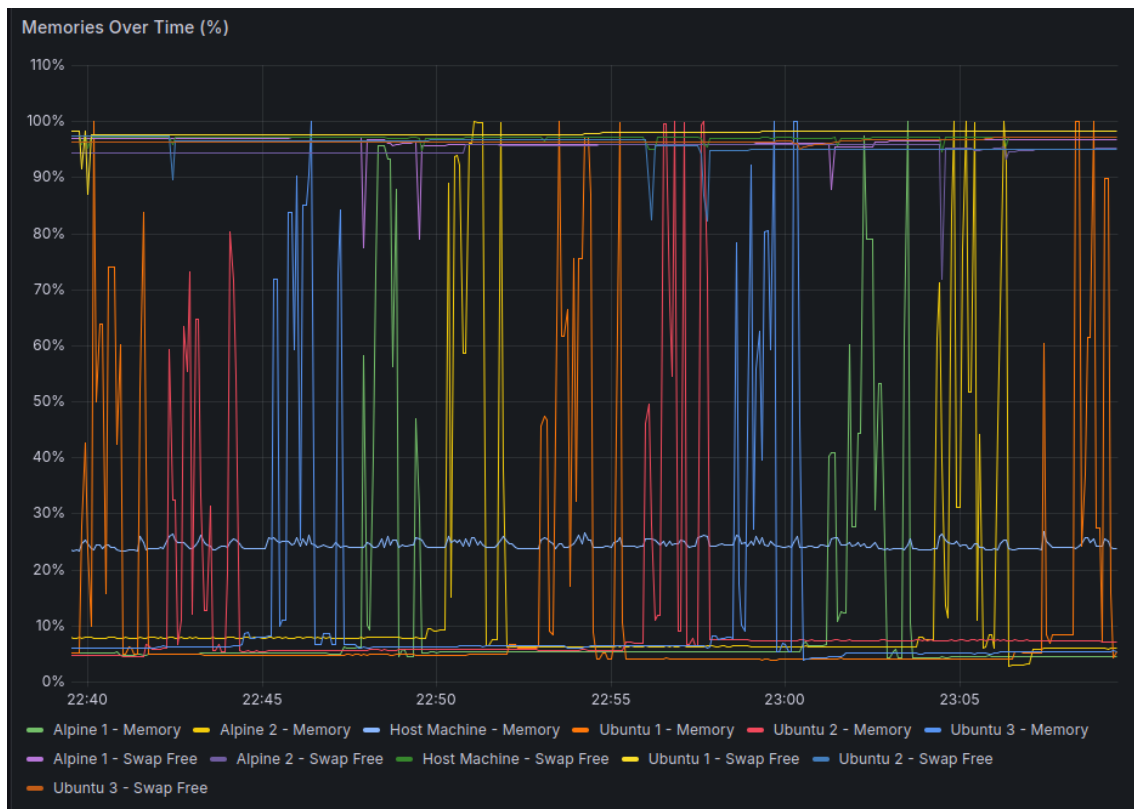 Memories Over Time (%)
110%
100%
90%
80%
70%
60%
50%
40%
30%
20%
10%
0%
22:40 22:45 22:50 22:55 23:00 23:05
Alpine 1 - Memory Alpine 2 - Memory Host Machine - Memory Ubuntu 1 - Memory Ubuntu 2 - Memory Ubuntu 3 - Memory
Alpine 1 - Swap Free Alpine 2 - Swap Free Host Machine - Swap Free Ubuntu 1 - Swap Free Ubuntu 2 - Swap Free
Ubuntu 3 - Swap Free